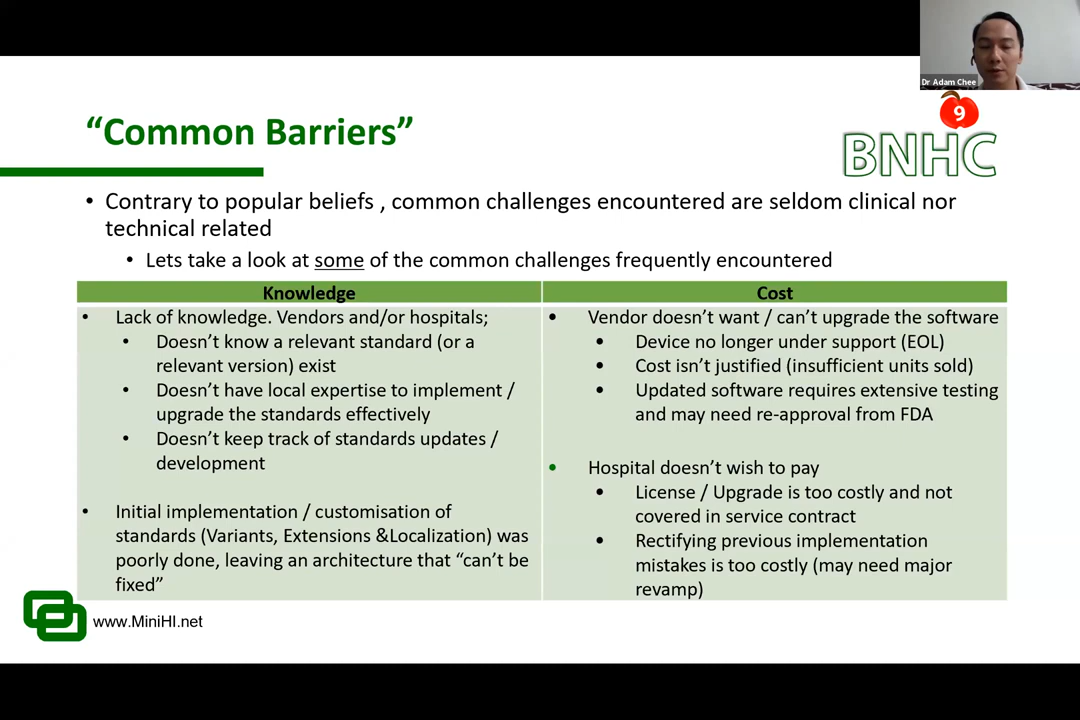 Dr Adam Chee
“Common Barriers”
9
BNHC
• Contrary to popular beliefs , common challenges encountered are seldom clinical nor
technical related
• Lets take a look at some of the common challenges frequently encountered
Knowledge
• Lack of knowledge. Vendors and/or hospitals;
• Doesn’t know a relevant standard (or a
relevant version) exist
• Doesn’t have local expertise to implement /
upgrade the standards effectively
• Doesn’t keep track of standards updates /
development
• Initial implementation / customisation of
standards (Variants, Extensions &Localization) was
poorly done, leaving an architecture that “can’t be
fixed”
Cost
• Vendor doesn’t want / can’t upgrade the software
• Device no longer under support (EOL)
• Cost isn’t justified (insufficient units sold)
• Updated software requires extensive testing
and may need re-approval from FDA
• Hospital doesn’t wish to pay
• License / Upgrade is too costly and not
covered in service contract
• Rectifying previous implementation
mistakes is too costly (may need major
revamp)
www.MiniHI.net